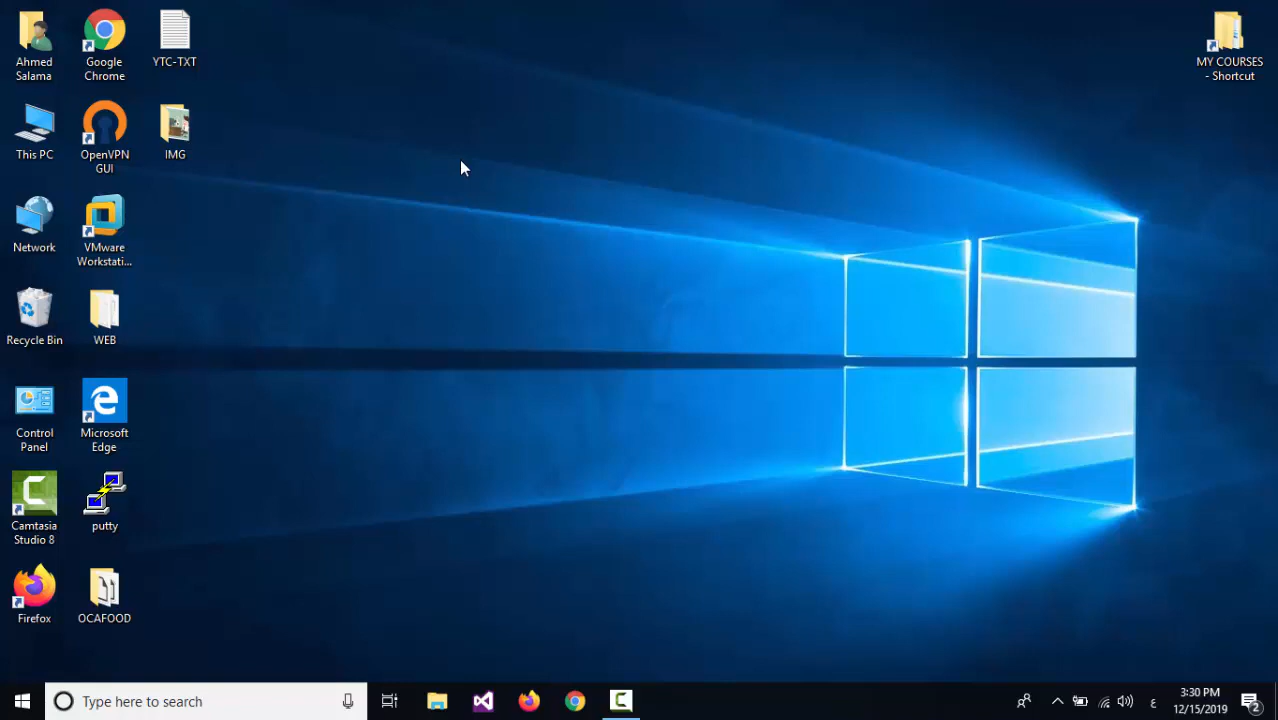 Ahmed
Salama
Google
Chrome
YTC-TXT
MY COURSES
- Shortcut
This PC
OpenVPN
GUI
IMG
Network
VMware
Workstati...
Recycle Bin
WEB
Control
Panel
Microsoft
Edge
Camtasia
Studio 8
putty
Firefox
OCAFOOD
Type here to search
ع
3:30 PM
12/15/2019
2